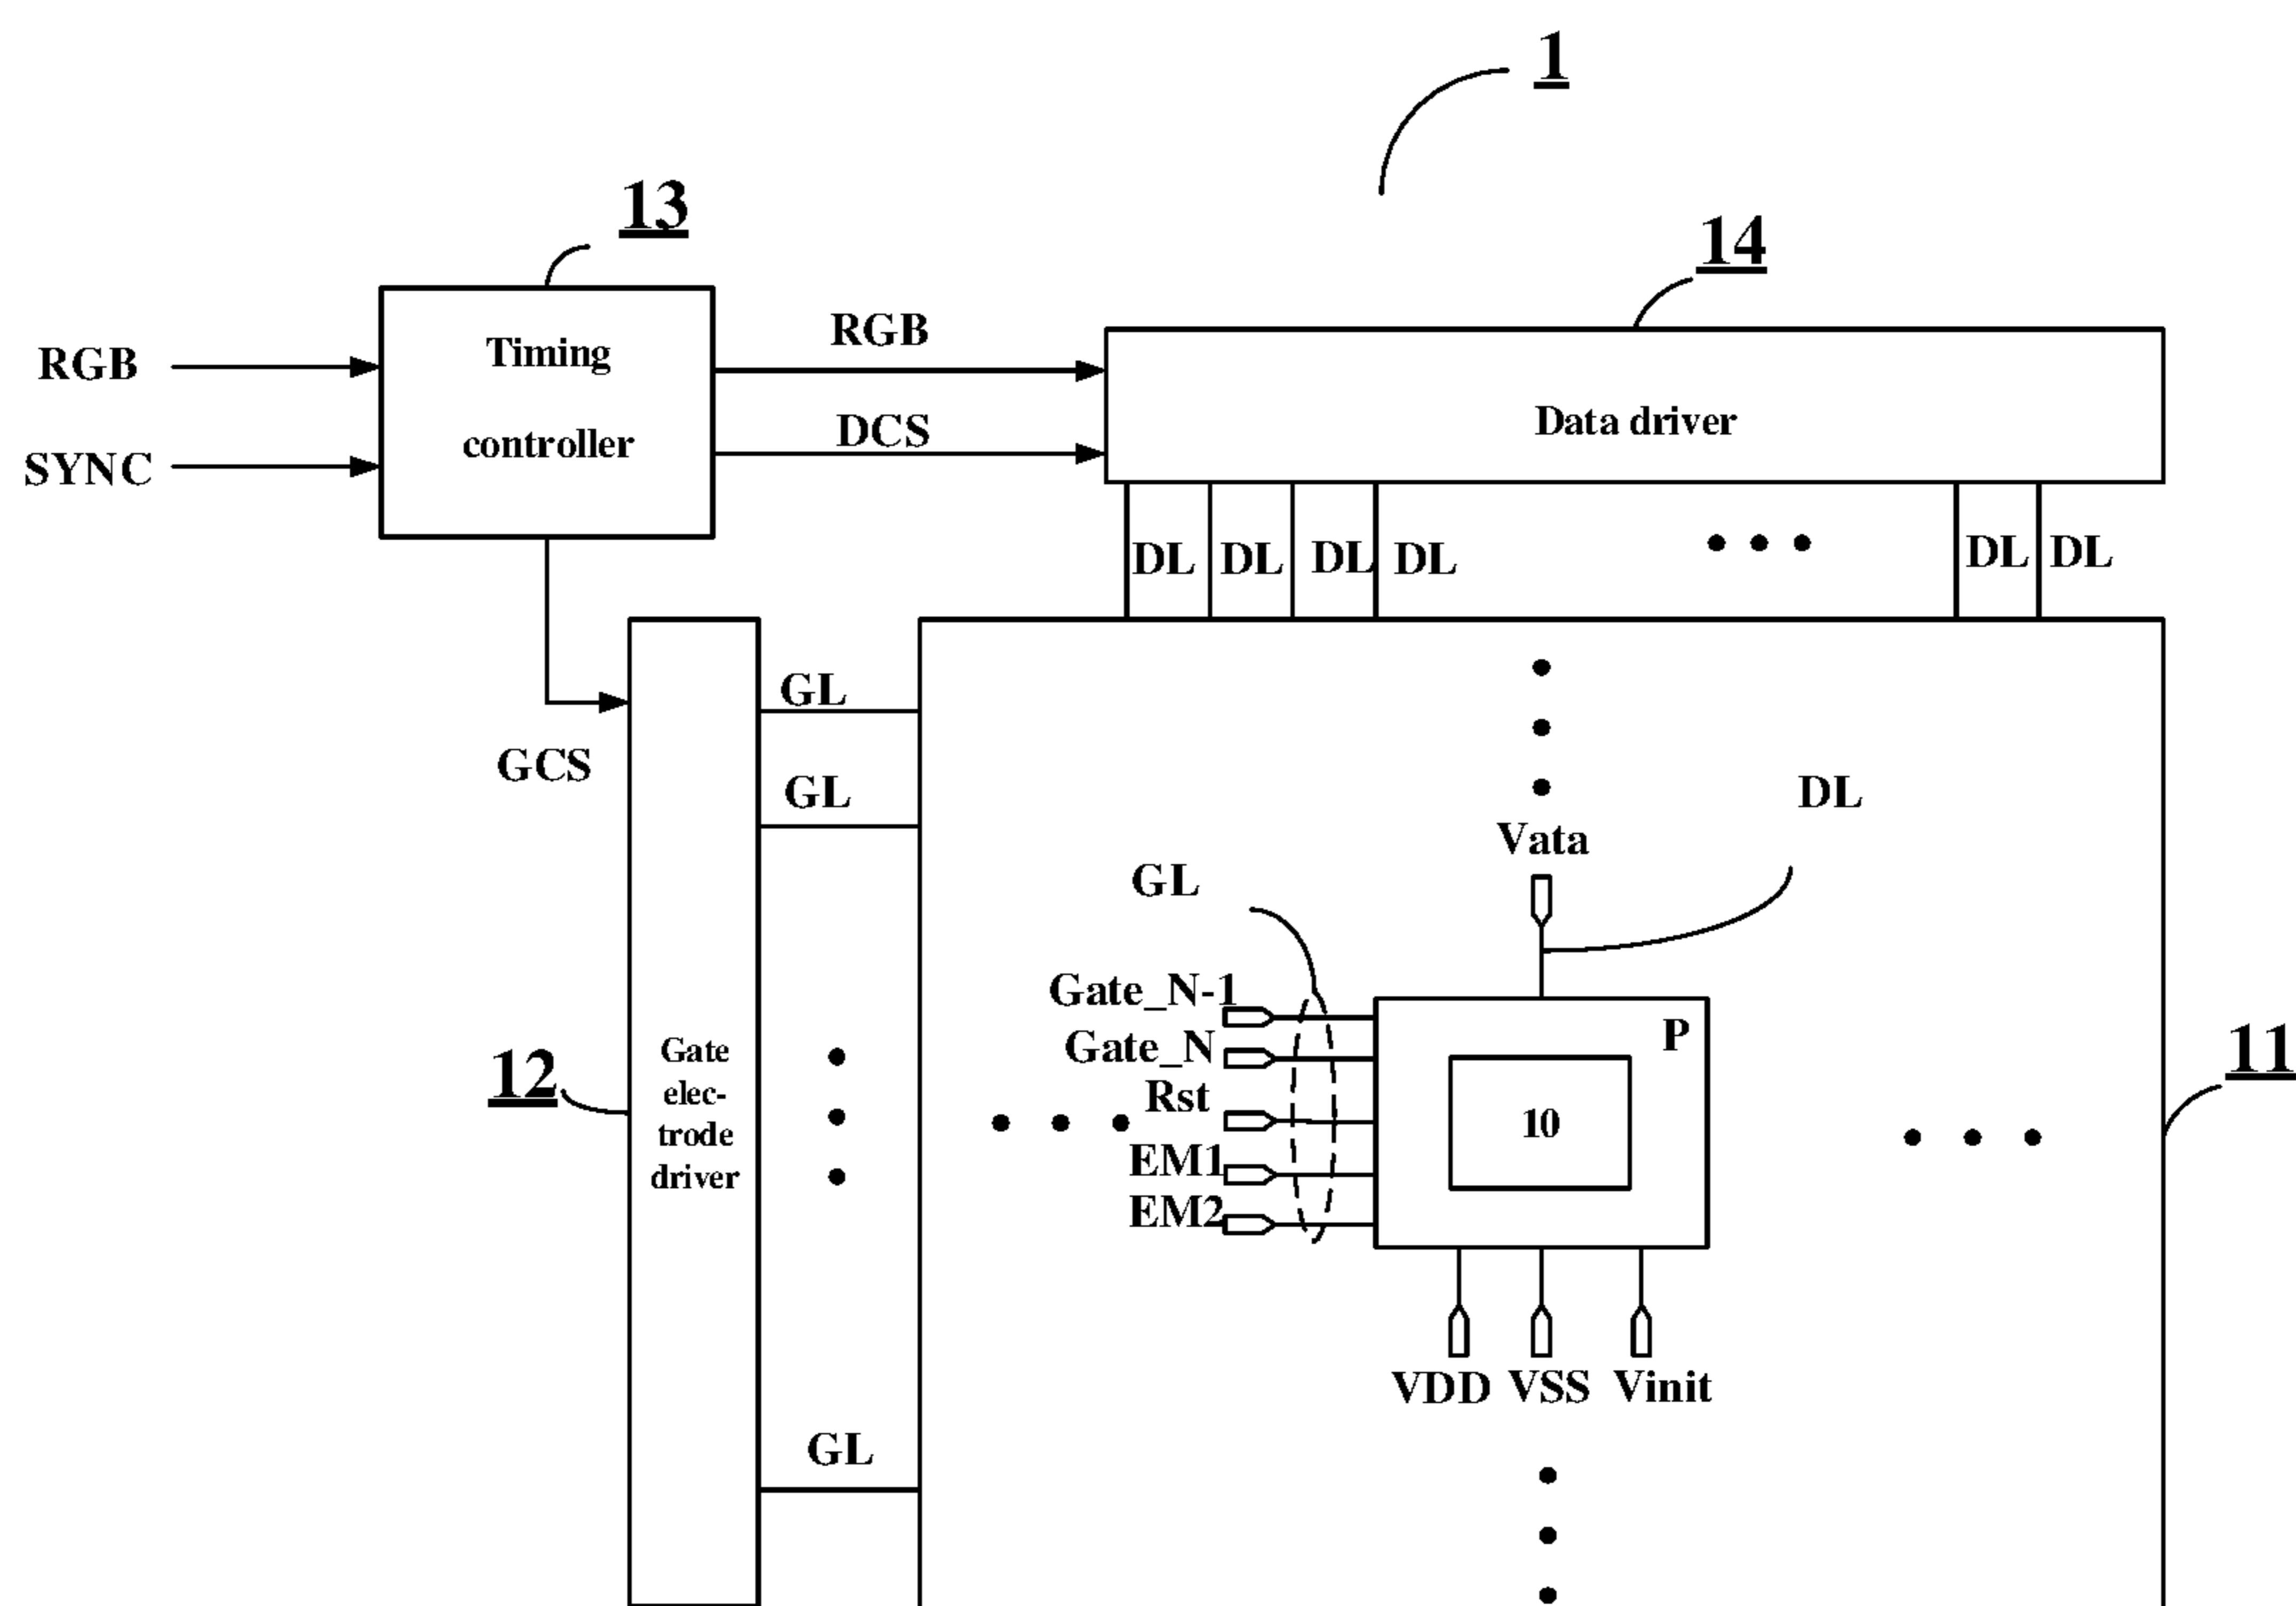 1
13
14
RGB
Timing
controller
RGB
SYNC
DCS
Data driver
DL DL DL DL DL DL
GL
GCS
GL
DL
Vata
GL
Gate_N-1
Gate_N
Rst
EM1
EM2
P
10
11
12
Gate
elec-
trode
driver
VDD VSS Vinit
GL